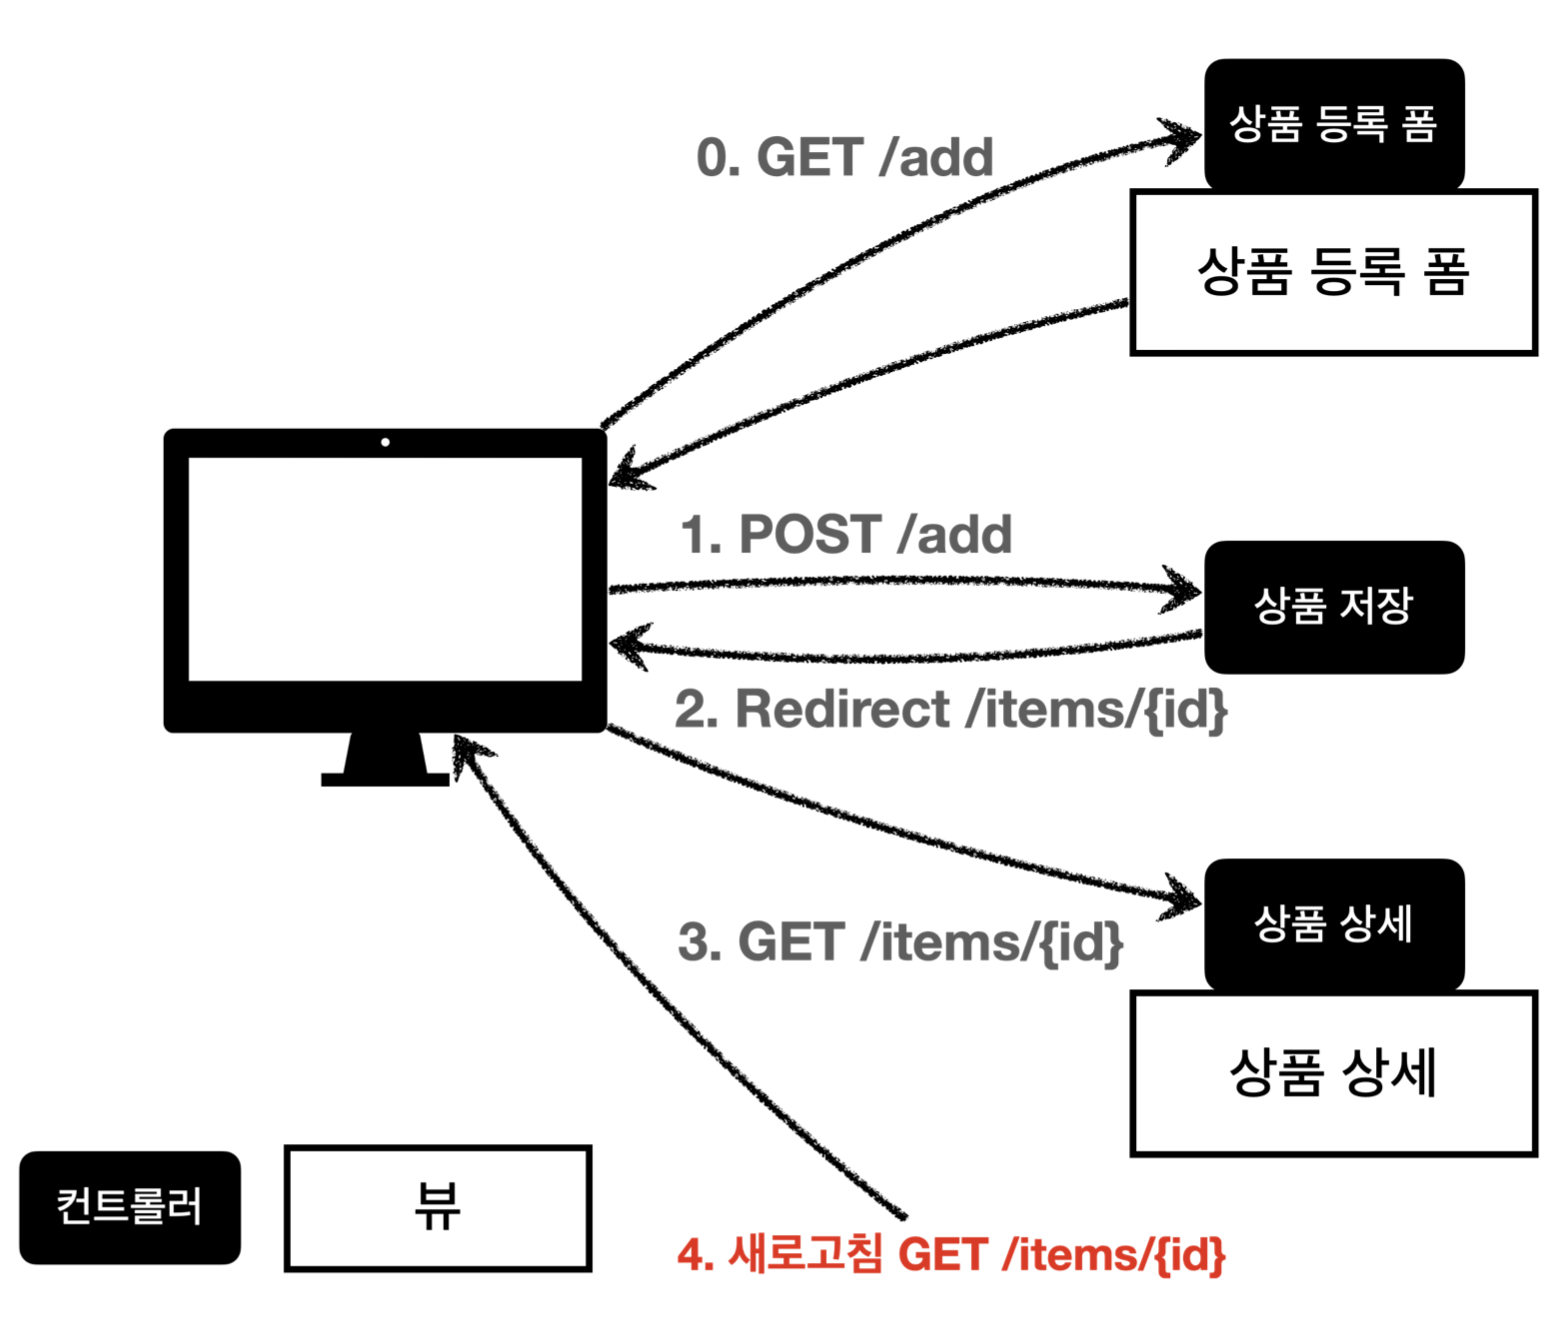 상품 등록 폼
0. GET /add
상품 등록 폼
1. POST /add
상품 저장
2. Redirect /items/{id}
상품 상세
3. GET /items/{id}
상품 상세
컨트롤러
뷰
4. 새로고침 GET /items/{id}